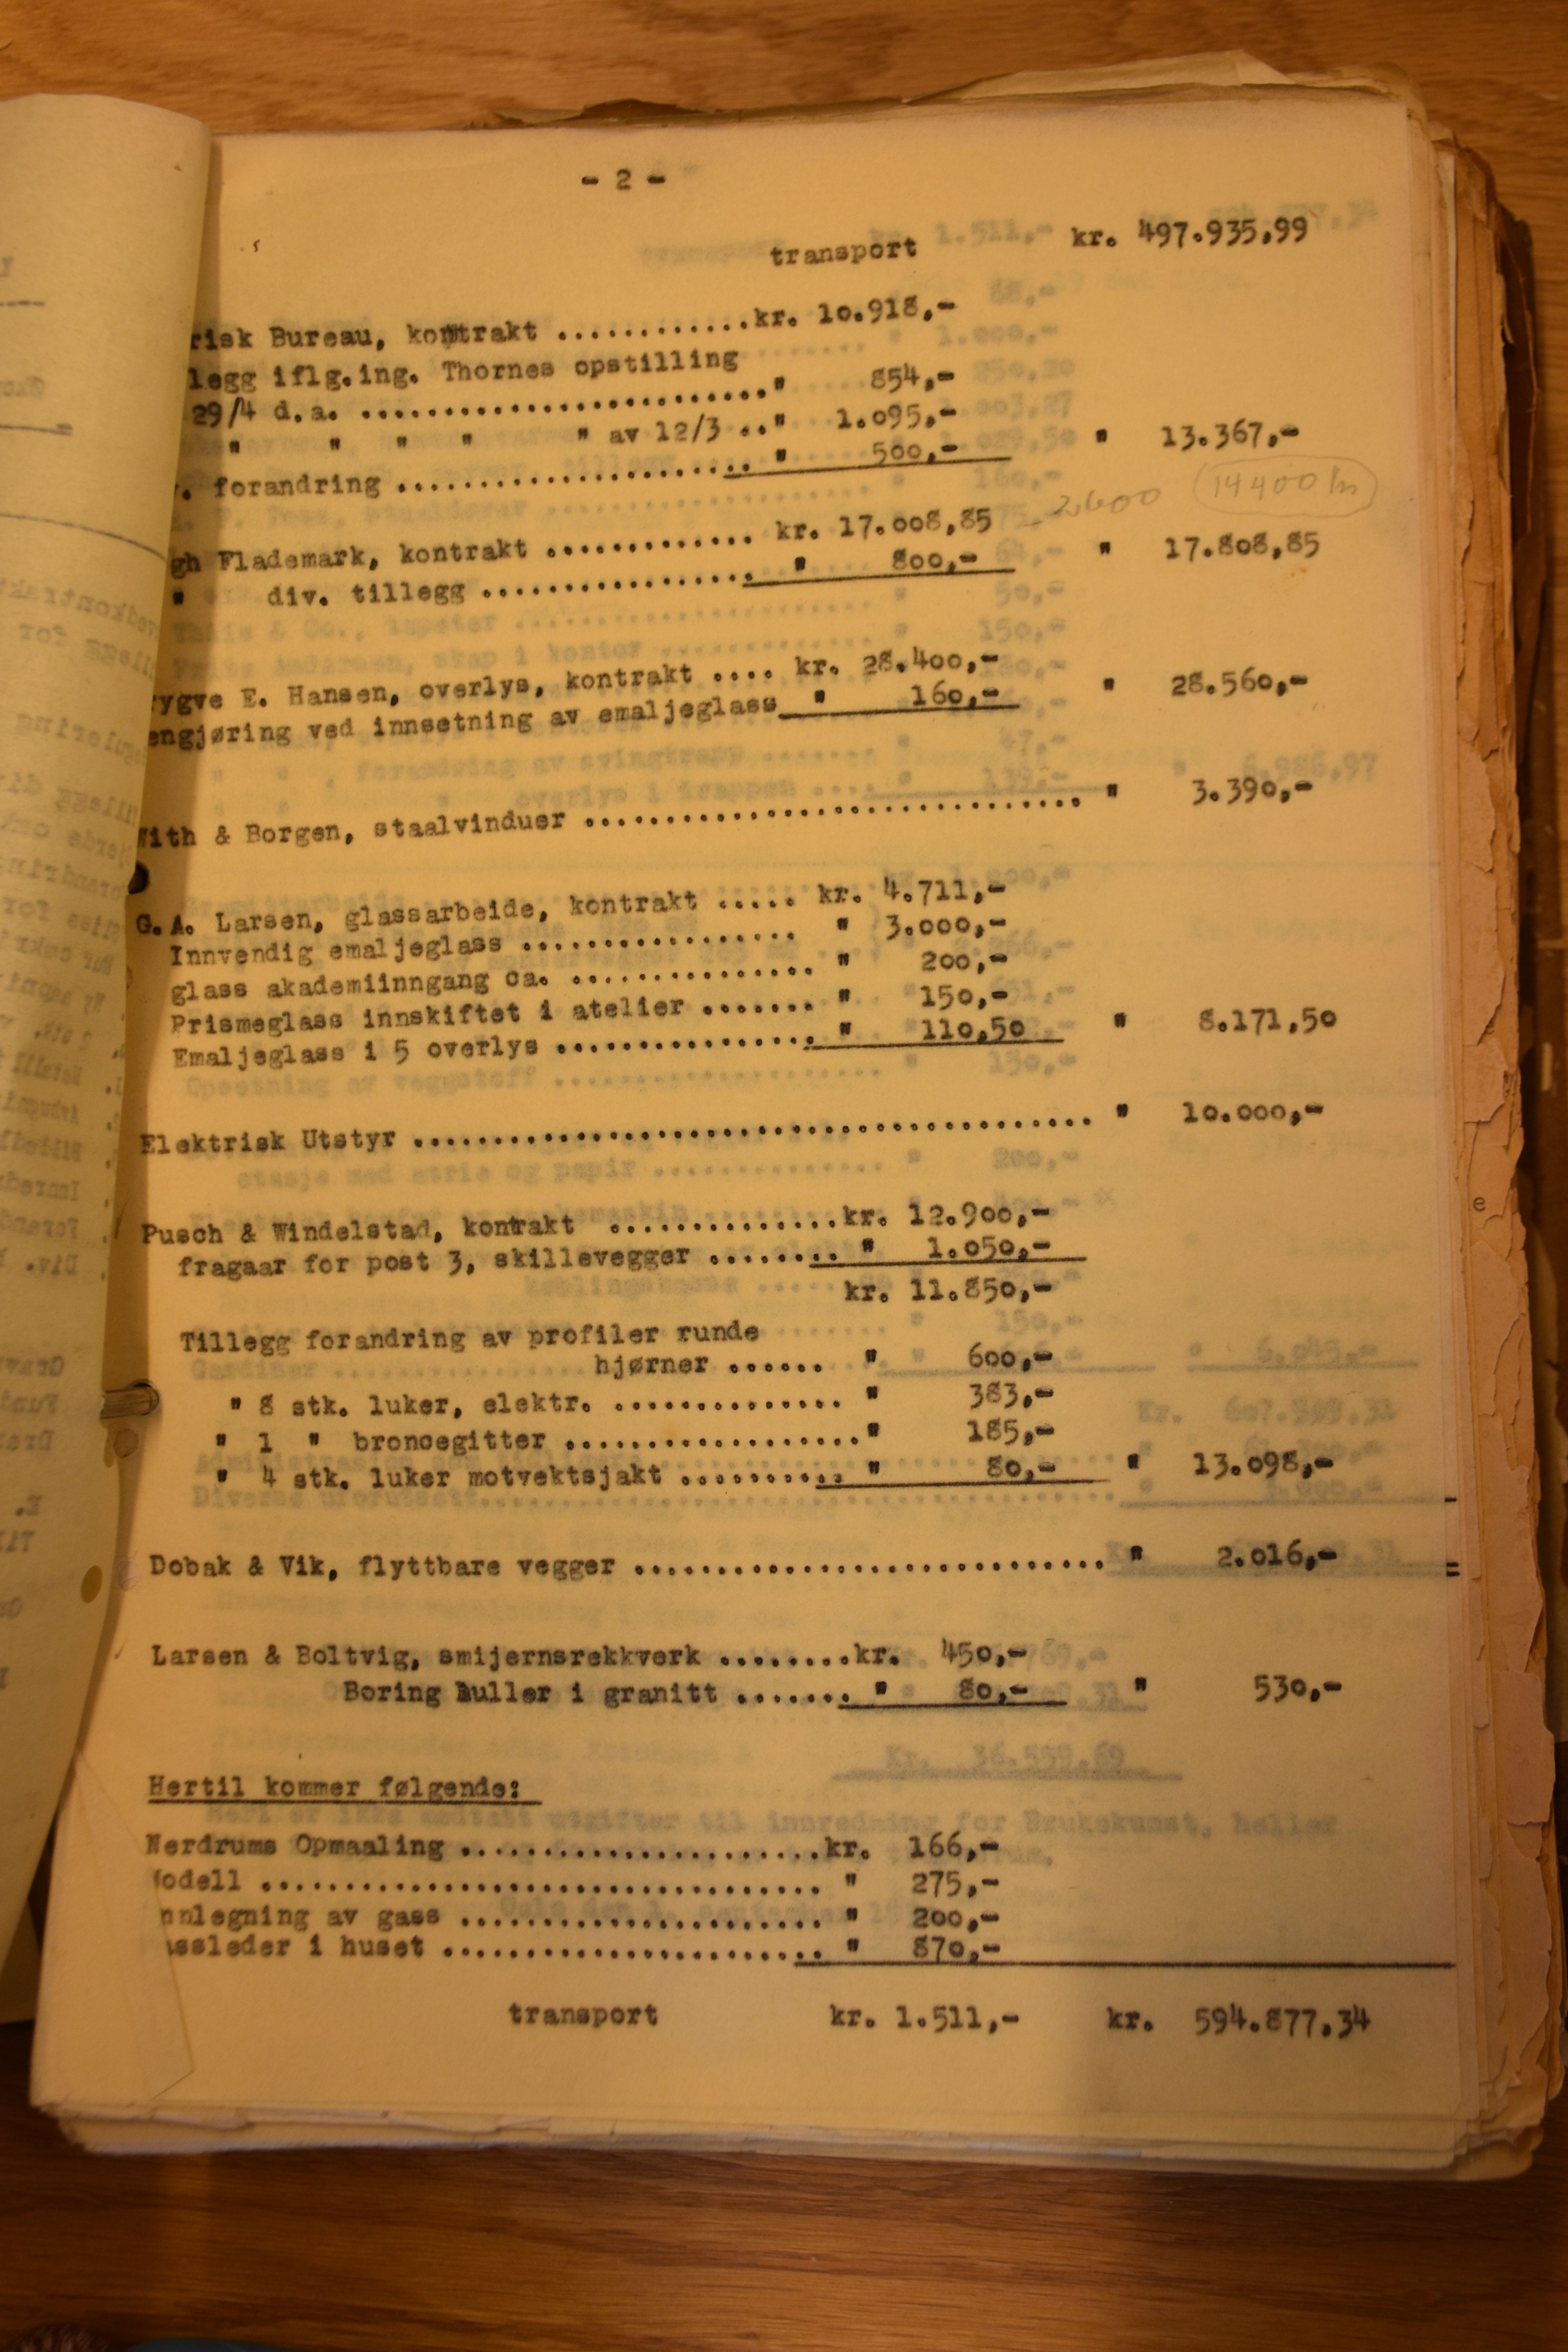 - 2 -
transport kr. 497.935,99
risk Bureau, kontrakt ............kr. 10.918,-
legg iflg.ing. Thornes opstilling
29/4 d.a. ........................." 854,-
" " " " " av 12/3 .." 1.095,-
. forandring ...................... " 500,- " 13.367,-
2600 14400 kr
gh Flademark, kontrakt ............. kr. 17.008,85
" div. tillegg ................. " 800,- " 17.808,85
rygve E. Hansen, overlys, kontrakt .... kr. 28.400,-
engjøring ved innsetning av emaljeglass " 160,- " 28.560,-
With & Borgen, staalvinduer .................................. " 3.390,-
G.A. Larsen, glassarbeide, kontrakt ..... kr. 4.711,-
Innvendig emaljeglass ................. " 3.000,-
glass akademiinngang ca. ............... " 200,-
Prismeglass innskiftet i atelier ....... " 150,-
Emaljeglass i 5 overlys ................ " 110,50 " 8.171,50
Elektrisk Utstyr .......................................... " 10.000,-
Pusch & Windelstad, kontrakt ..............kr. 12.900,-
fragaar for post 3, skillevegger ........ " 1.050,-
kr. 11.850,-
Tillegg forandring av profiler runde
hjørner ...... " 600,-
" 8 stk. luker, elektr. .............. " 383,-
" 1 " broncegitter .................." 185,-
" 4 stk. luker motvektsjakt .......... " 80,- " 13.098,-
Dobak & Vik, flyttbare vegger ............................. " 2.016,-
Larsen & Boltvig, smijernsrekkverk ........kr. 450,-
Boring huller i granitt ....... " 80,- " 530,-
Hertil kommer følgende:
Nerdrums Opmaaling ......................kr. 166,-
Modell .................................. " 275,-
nnlegning av gass ...................... " 200,-
assleder i huset ....................... " 870,-
transport kr. 1.511,- kr. 594.877,34